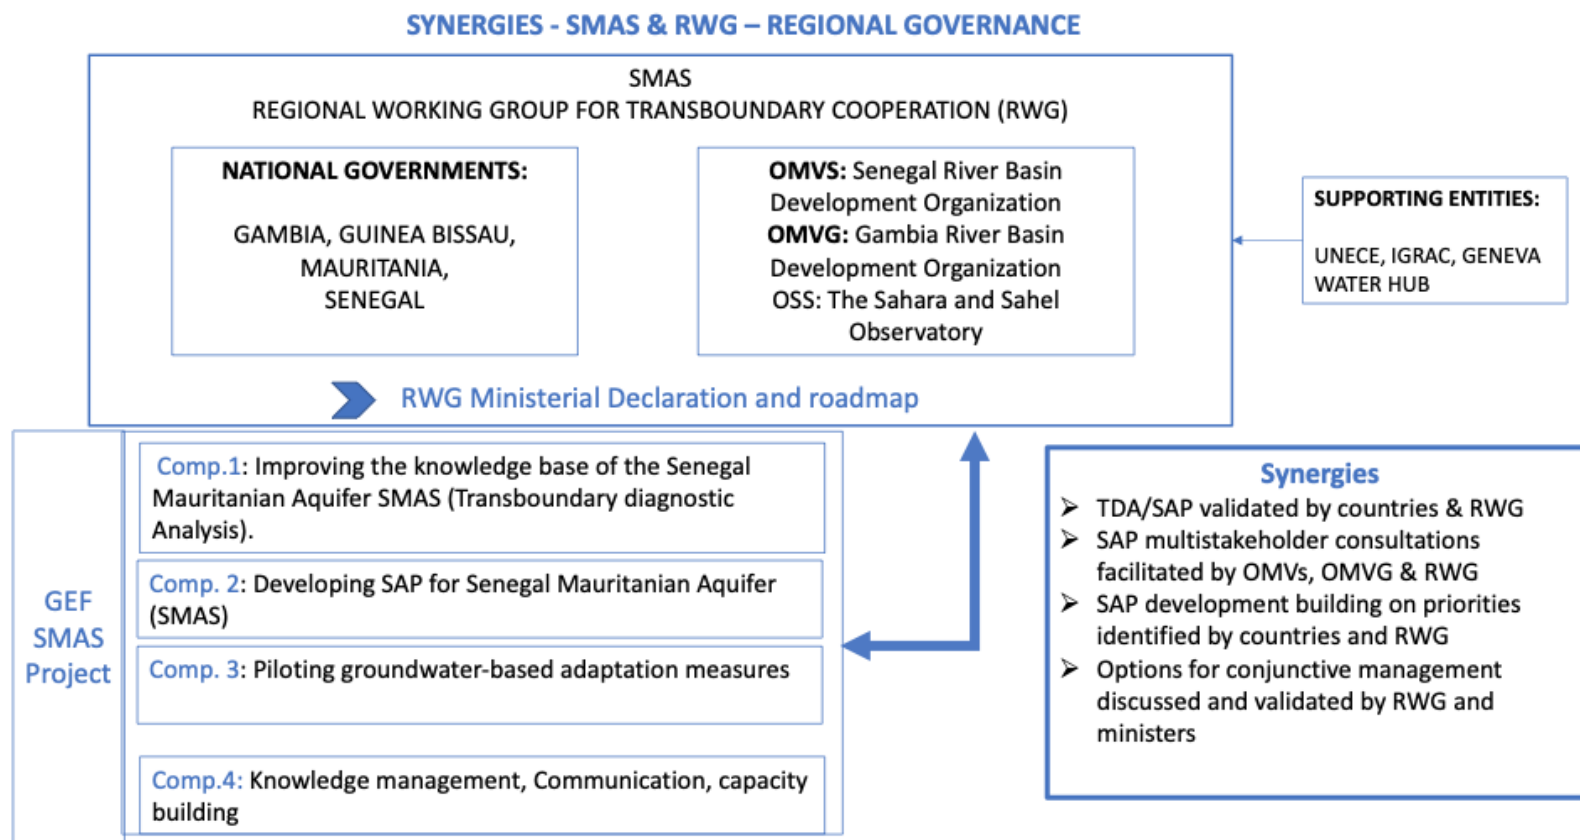 SYNERGIES - SMAS & RWG – REGIONAL GOVERNANCE
SMAS
REGIONAL WORKING GROUP FOR TRANSBOUNDARY COOPERATION (RWG)
NATIONAL GOVERNMENTS:
GAMBIA, GUINEA BISSAU,
MAURITANIA,
SENEGAL
OMVS: Senegal River Basin
Development Organization
OMVG: Gambia River Basin
Development Organization
OSS: The Sahara and Sahel
Observatory
SUPPORTING ENTITIES:
UNECE, IGRAC, GENEVA
WATER HUB
RWG Ministerial Declaration and roadmap
GEF
SMAS
Project
Comp.1: Improving the knowledge base of the Senegal
Mauritanian Aquifer SMAS (Transboundary diagnostic
Analysis).
Comp. 2: Developing SAP for Senegal Mauritanian Aquifer
(SMAS)
Comp. 3: Piloting groundwater-based adaptation measures
Comp.4: Knowledge management, Communication, capacity
building
Synergies
➢ TDA/SAP validated by countries & RWG
➢ SAP multistakeholder consultations
facilitated by OMVs, OMVG & RWG
➢ SAP development building on priorities
identified by countries and RWG
➢ Options for conjunctive management
discussed and validated by RWG and
ministers